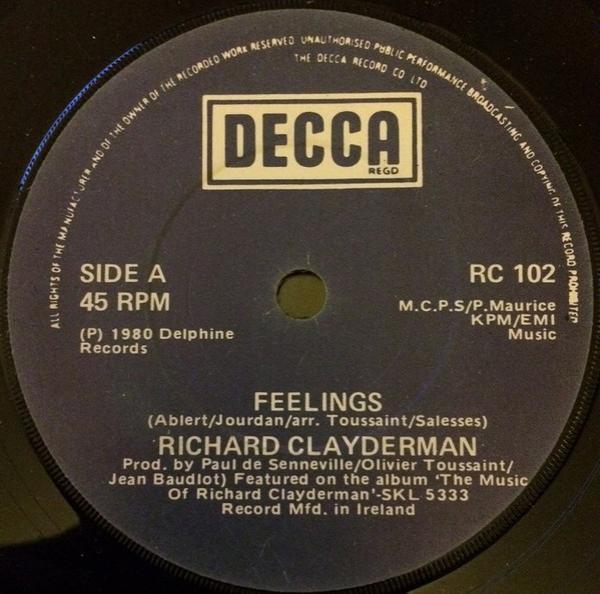 ALL RIGHTS OF THE MANUFACTURER AND OF THE OWNER OF THE RECORDED WORK RESERVED UNAUTHORISED PUBLIC PERFORMANCE BROADCASTING AND COPYING OF THIS RECORD PROHIBITED
THE DECCA RECORD CO LTD
DECCA
REGD
SIDE A
45 RPM
(P) 1980 Delphine
Records
RC 102
M.C.P.S/P.Maurice
KPM/EMI
Music
FEELINGS
(Ablert/Jourdan/arr. Toussaint/Salesses)
RICHARD CLAYDERMAN
Prod. by Paul de Senneville/Olivier Toussaint/
Jean Baudlot) Featured on the album 'The Music
Of Richard Clayderman'-SKL 5333
Record Mfd. in Ireland